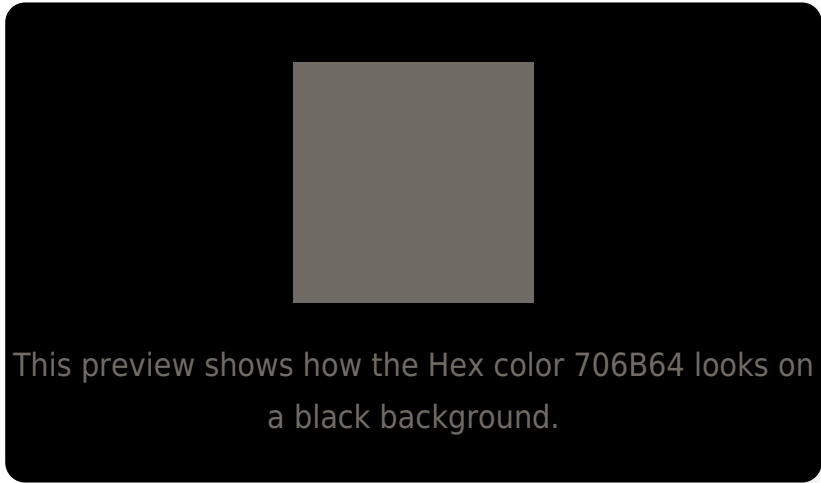 This preview shows how the Hex color 706B64 looks on
a black background.